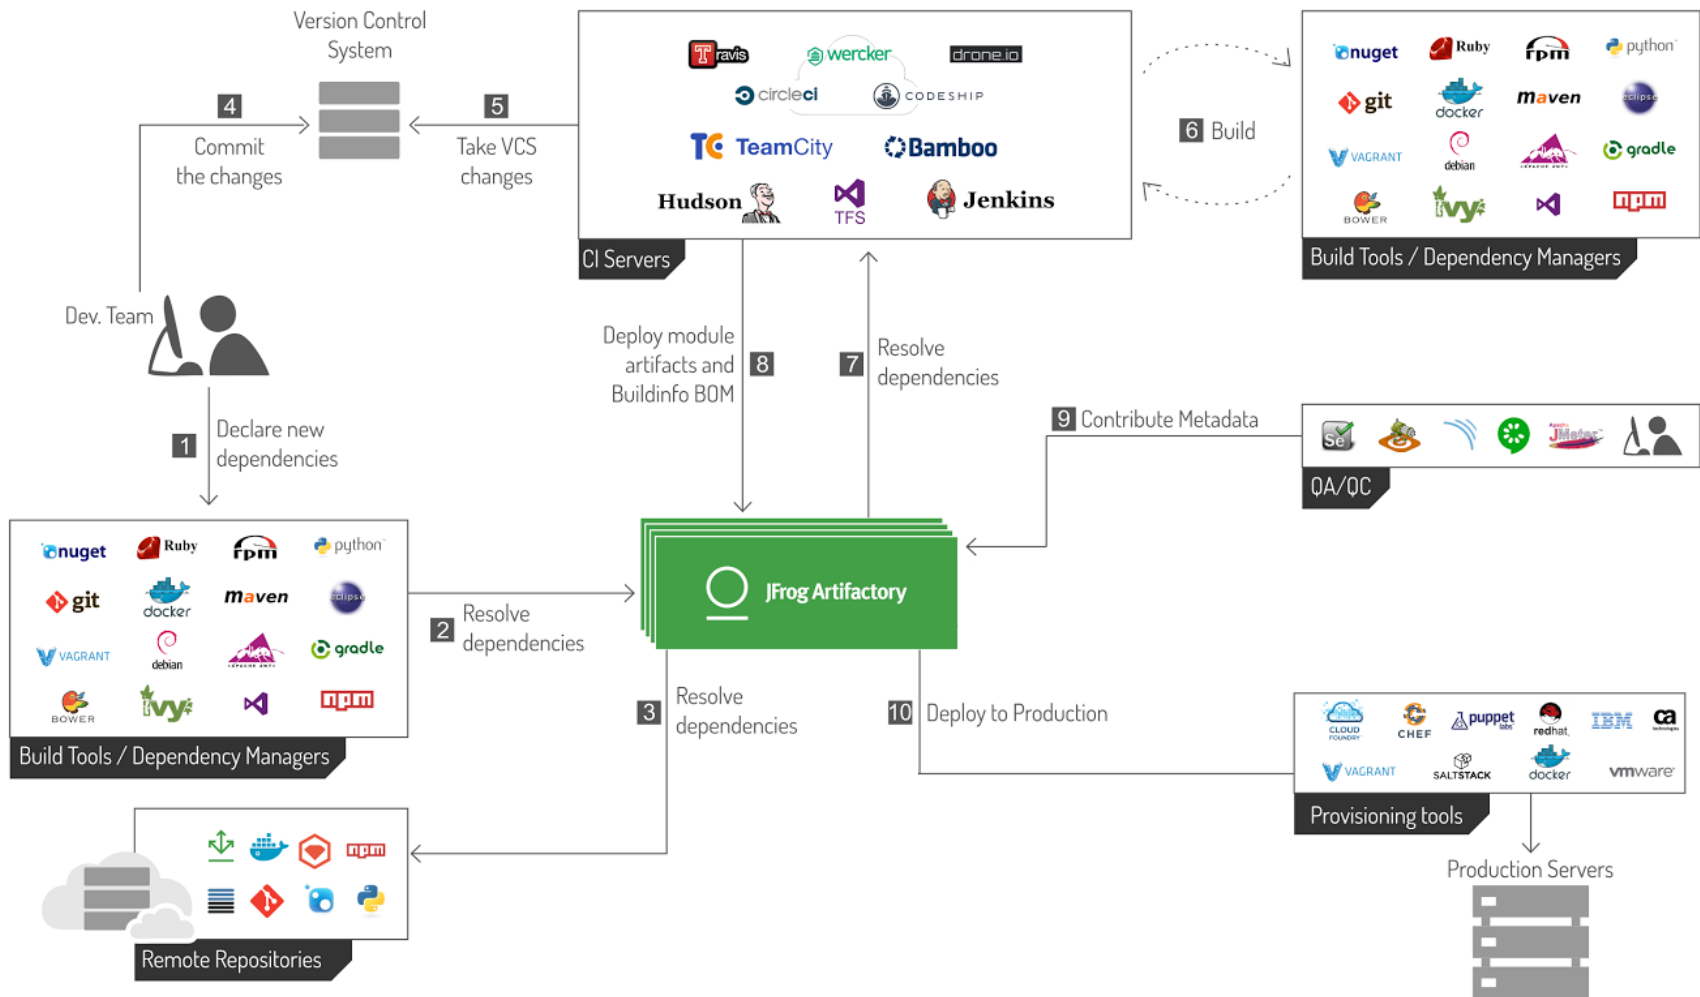 Version Control
System
4
Commit
the changes
5
Take VCS
changes
Travis
wercker
drone.io
circleci
CODESHIP
TeamCity
Bamboo
Hudson
TFS
Jenkins
CI Servers
6 Build
nuget
Ruby
rpm
python
git
docker
maven
eclipse
VAGRANT
debian
gradle
BOWER
ivy
npm
Build Tools / Dependency Managers
Dev. Team
1
Declare new
dependencies
Deploy module
artifacts and
Buildinfo BOM
8
7
Resolve
dependencies
9 Contribute Metadata
Se
Apache
JMeter
QA/QC
nuget
Ruby
rpm
python
git
docker
maven
eclipse
VAGRANT
debian
gradle
BOWER
ivy
npm
Build Tools / Dependency Managers
2
Resolve
dependencies
JFrog Artifactory
3
Resolve
dependencies
10 Deploy to Production
CLOUD
FOUNDRY
CHEF
puppet
labs
redhat
IBM
ca
technologies
VAGRANT
SALTSTACK
docker
vmware
Provisioning tools
npm
Remote Repositories
Production Servers